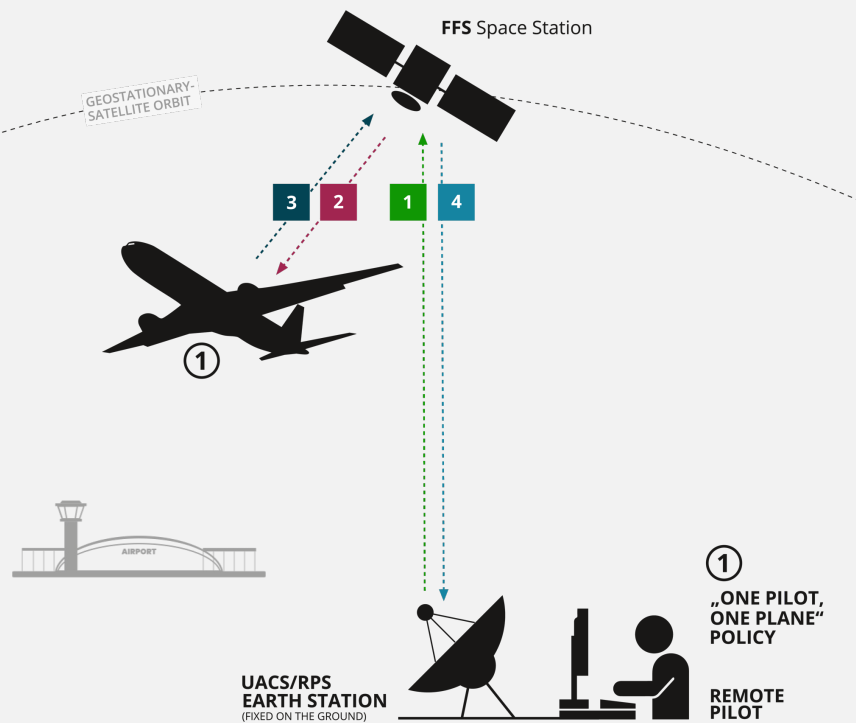 FFS Space Station
GEOSTATIONARY-
SATELLITE ORBIT
3
2
1
4
1
AIRPORT
1
„ONE PILOT,
ONE PLANE“
POLICY
UACS/RPS
EARTH STATION
(FIXED ON THE GROUND)
REMOTE
PILOT